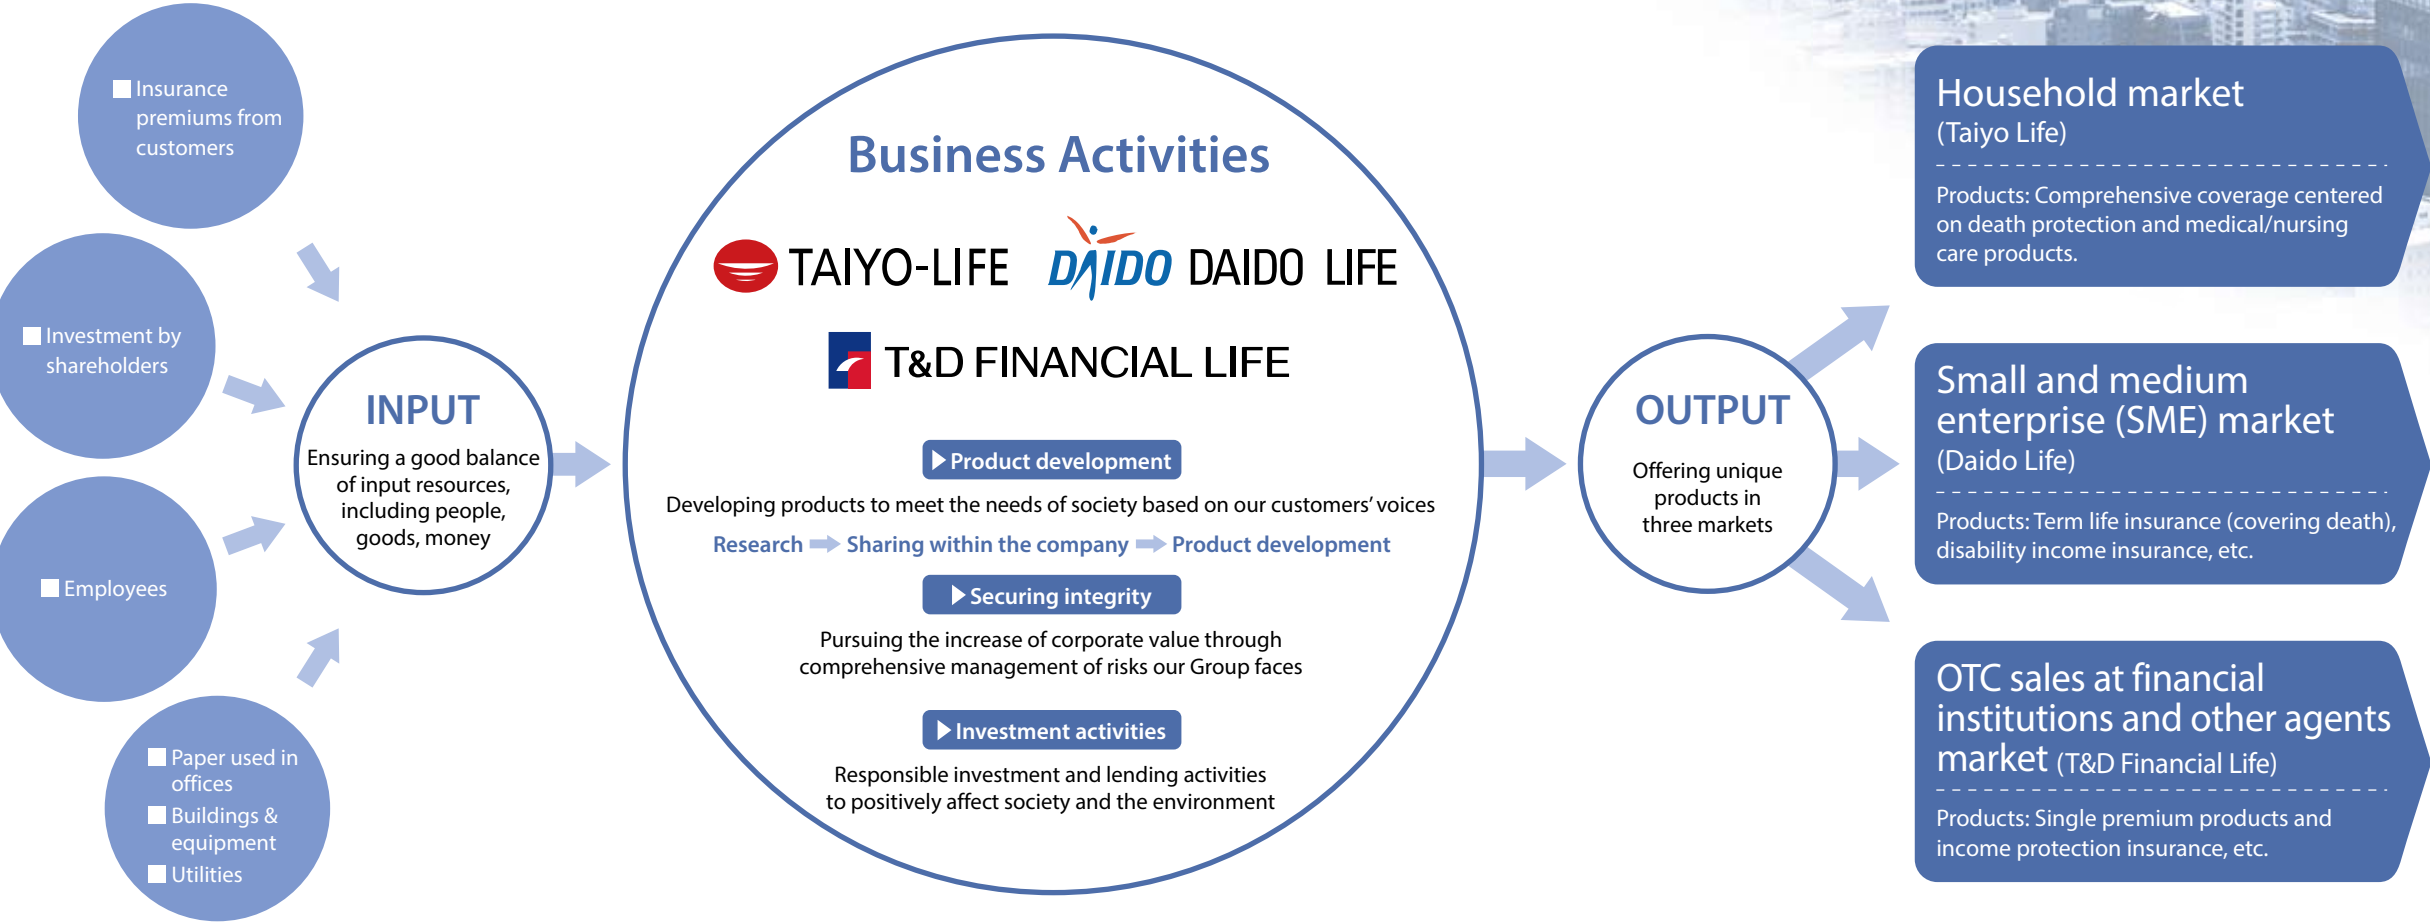 Insurance
premiums from
customers
Investment by
shareholders
Employees
Paper used in
offices
Buildings &
equipment
Utilities
INPUT
Ensuring a good balance
of input resources,
including people,
goods, money
Business Activities
TAIYO-LIFE
DAIDO DAIDO LIFE
T&D FINANCIAL LIFE
Product development
Developing products to meet the needs of society based on our customers' voices
Research Sharing within the company Product development
Securing integrity
Pursuing the increase of corporate value through
comprehensive management of risks our Group faces
Investment activities
Responsible investment and lending activities
to positively affect society and the environment
OUTPUT
Offering unique
products in
three markets
Household market
(Taiyo Life)
Products: Comprehensive coverage centered
on death protection and medical/nursing
care products.
Small and medium
enterprise (SME) market
(Daido Life)
Products: Term life insurance (covering death),
disability income insurance, etc.
OTC sales at financial
institutions and other agents
market (T&D Financial Life)
Products: Single premium products and
income protection insurance, etc.